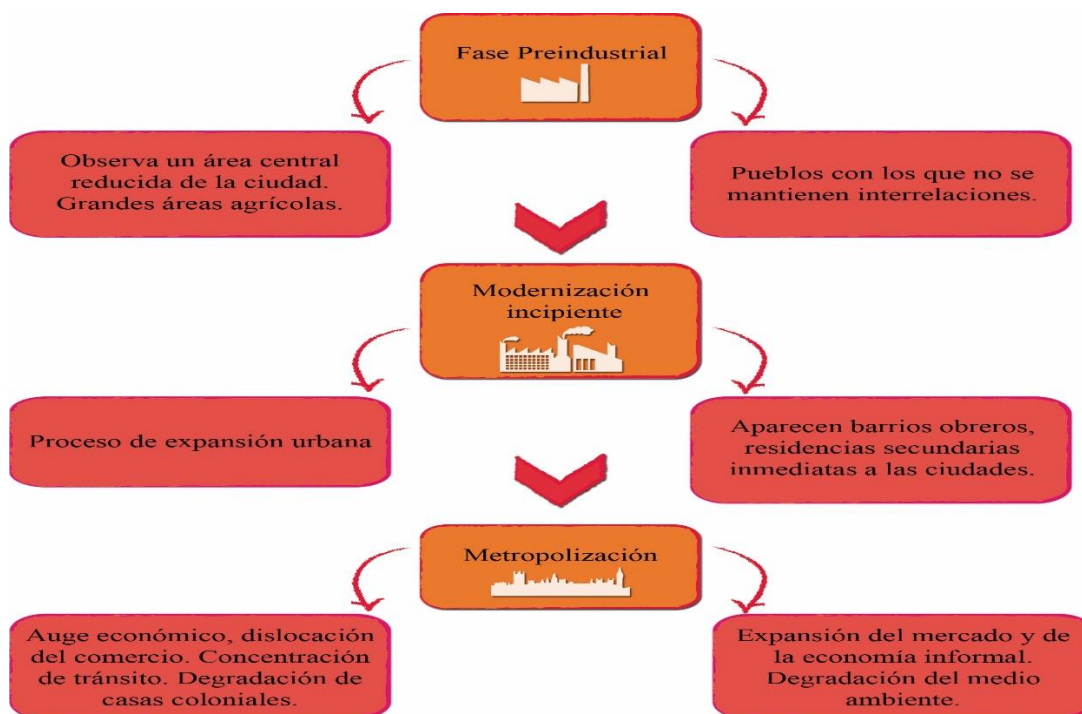 Fase Preindustrial
Observa un área central
reducida de la ciudad.
Grandes áreas agrícolas.
Pueblos con los que no se
mantienen interrelaciones.
Modernización
incipiente
Proceso de expansión urbana
Aparecen barrios obreros,
residencias secundarias
inmediatas a las ciudades.
Metropolización
Auge económico, dislocación
del comercio. Concentración
de tránsito. Degradación de
casas coloniales.
Expansión del mercado y de
la economía informal.
Degradación del medio
ambiente.